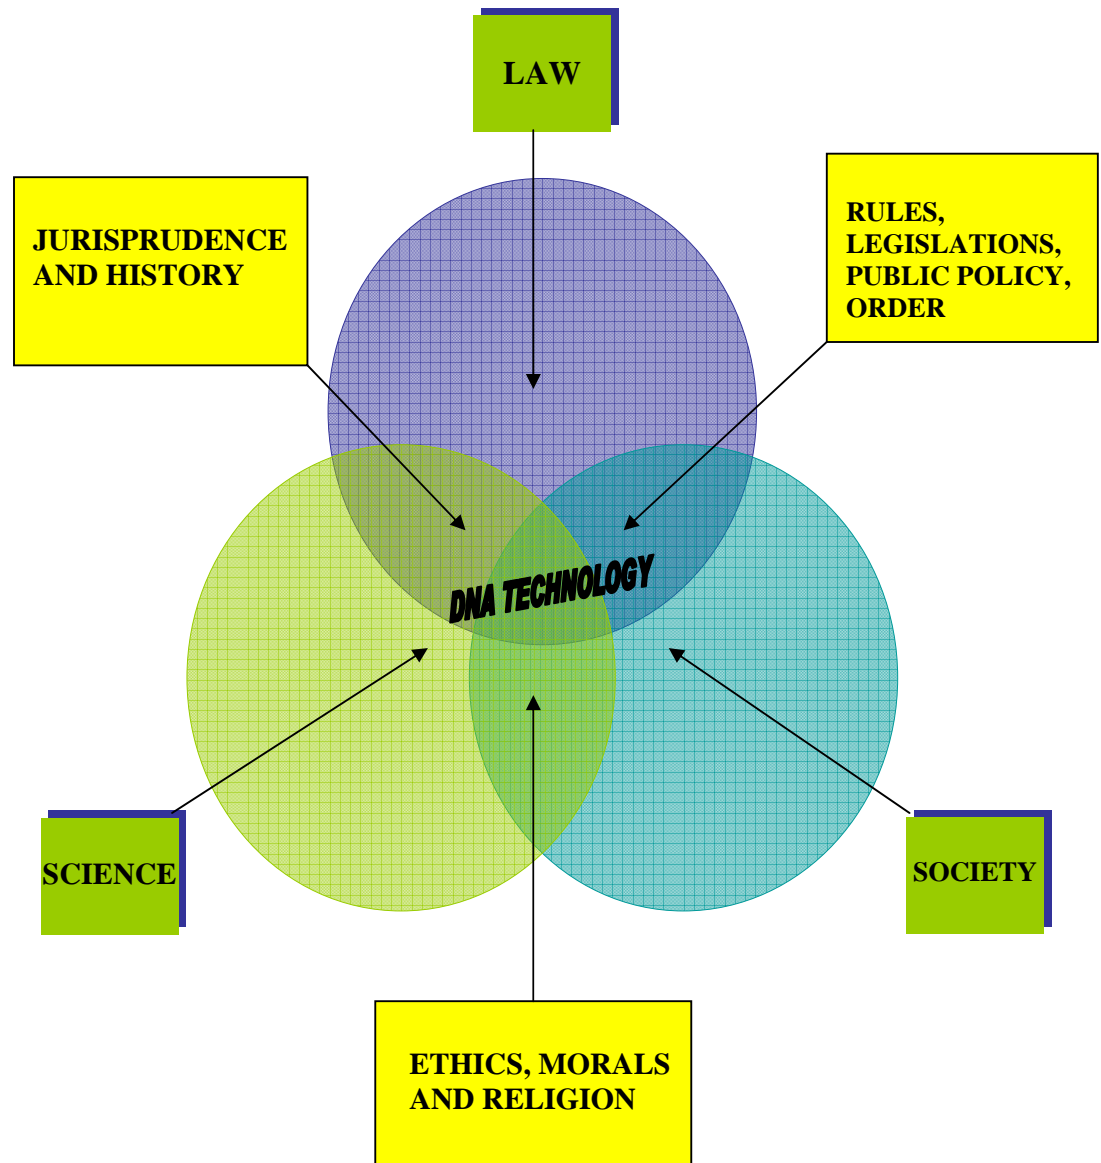 LAW
JURISPRUDENCE
AND HISTORY
RULES,
LEGISLATIONS,
PUBLIC POLICY,
ORDER
DNA TECHNOLOGY
SCIENCE
SOCIETY
ETHICS, MORALS
AND RELIGION